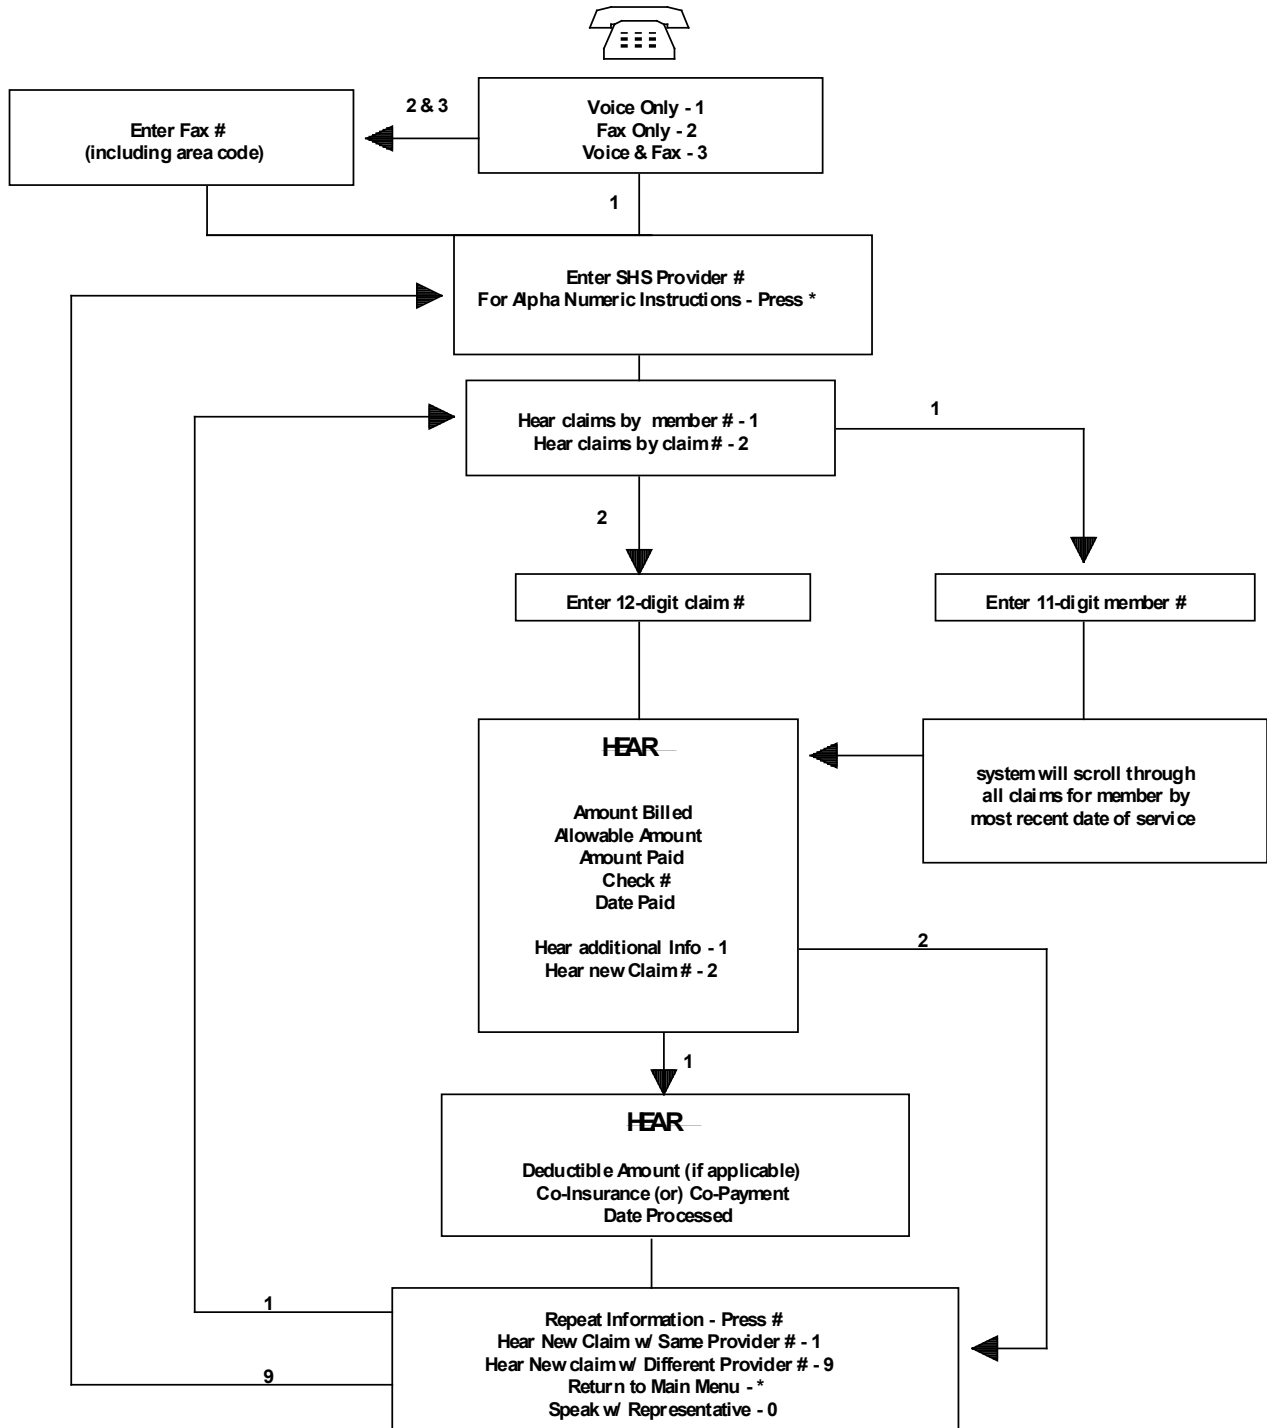 2 & 3
Voice Only - 1
Fax Only - 2
Voice & Fax - 3
Enter Fax #
(including area code)
1
Enter SHS Provider #
For Alpha Numeric Instructions - Press *
Hear claims by member # - 1
Hear claims by claim # - 2
1
2
Enter 12-digit claim #
Enter 11-digit member #
HEAR
Amount Billed
Allowable Amount
Amount Paid
Check #
Date Paid
Hear additional Info - 1
Hear new Claim # - 2
system will scroll through
all claims for member by
most recent date of service
2
1
HEAR
Deductible Amount (if applicable)
Co-Insurance (or) Co-Payment
Date Processed
1
9
Repeat Information - Press #
Hear New Claim w/ Same Provider # - 1
Hear New claim w/ Different Provider # - 9
Return to Main Menu - *
Speak w/ Representative - 0